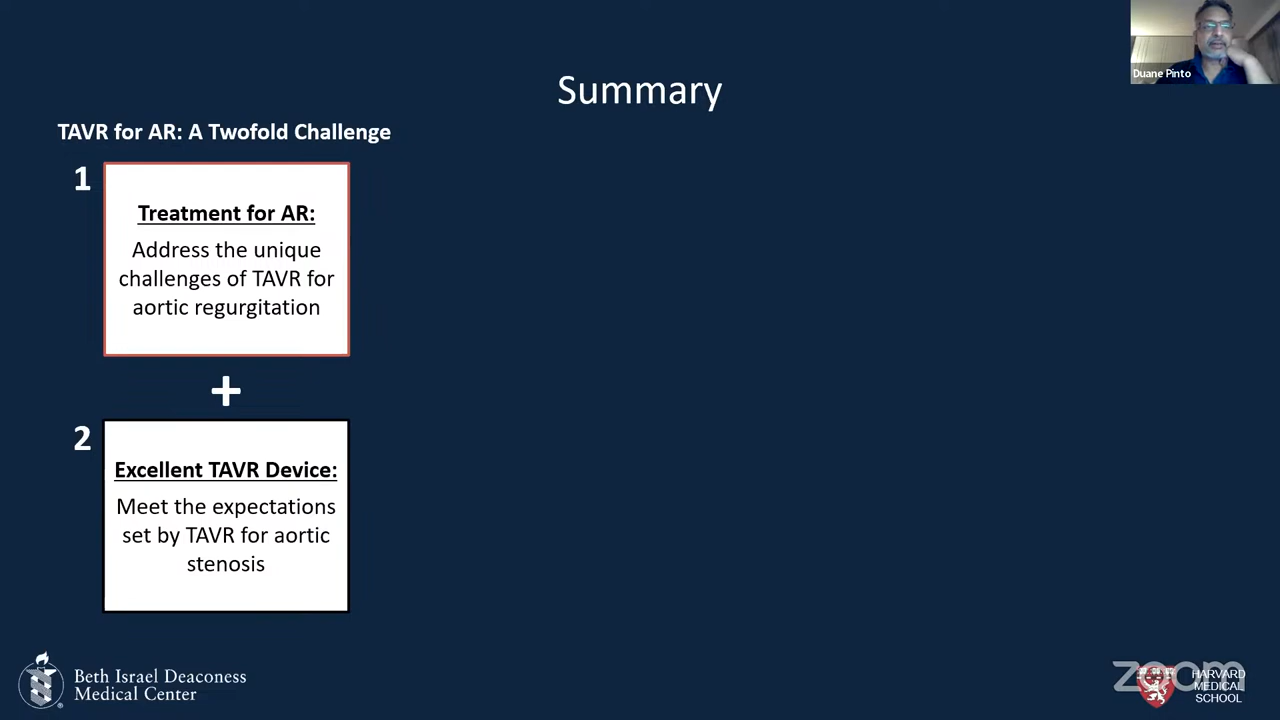 Duane Pinto
Summary
TAVR for AR: A Twofold Challenge
1
Treatment for AR:
Address the unique
challenges of TAVR for
aortic regurgitation
+
2
Excellent TAVR Device:
Meet the expectations
set by TAVR for aortic
stenosis
Beth Israel Deaconess
Medical Center
zoom
HARVARD
MEDICAL
SCHOOL